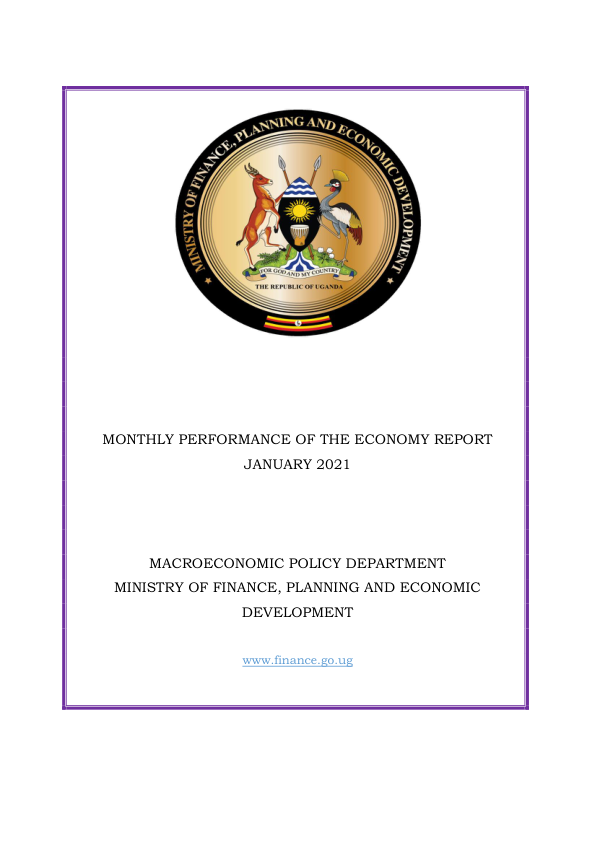 MINISTRY OF FINANCE, PLANNING AND ECONOMIC DEVELOPMENT
FOR GOD AND MY COUNTRY
THE REPUBLIC OF UGANDA
MONTHLY PERFORMANCE OF THE ECONOMY REPORT
JANUARY 2021
MACROECONOMIC POLICY DEPARTMENT
MINISTRY OF FINANCE, PLANNING AND ECONOMIC
DEVELOPMENT
www.finance.go.ug